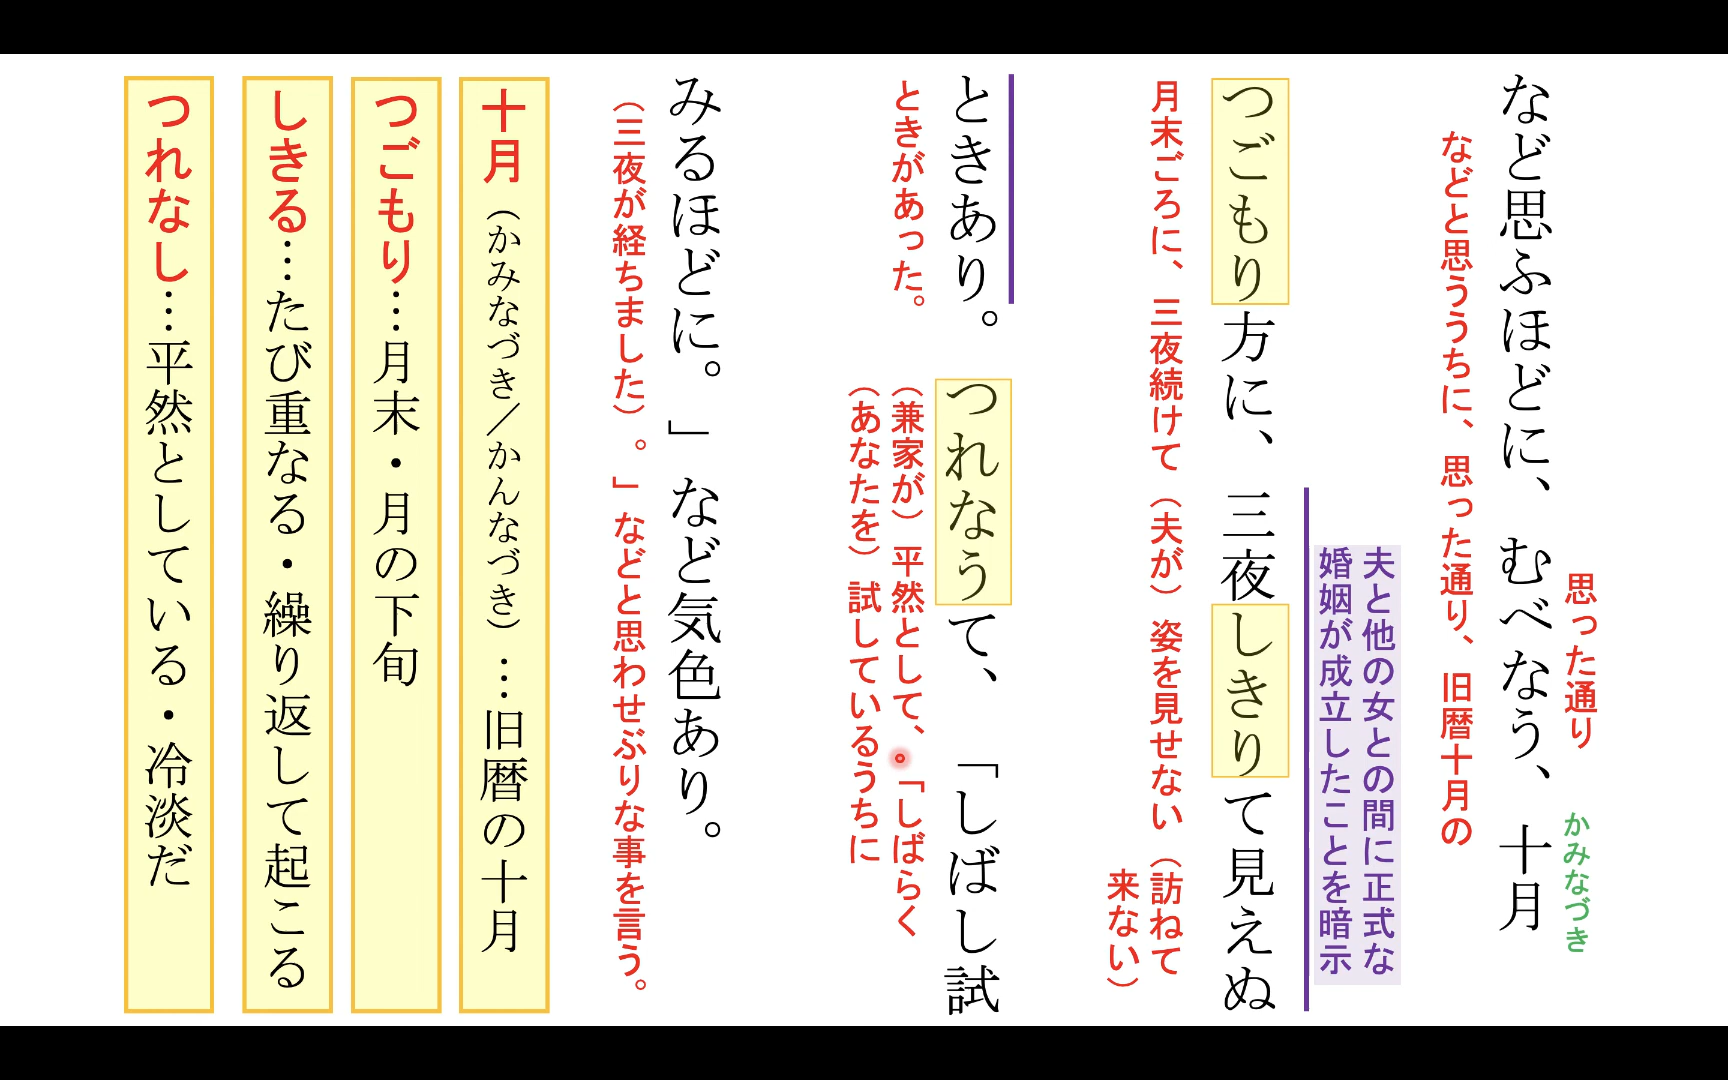 かみなづき
思った通り
など思ふほどに、むべなう、十月
などと思ううちに、思った通り、旧暦十月の
夫と他の女との間に正式な
婚姻が成立したことを暗示
つごもり方に、三夜しきりて見えぬ
月末ごろに、三夜続けて（夫が）姿を見せない（訪ねて
来ない）
ときあり。つれなうて、「しばし試
ときがあった。（兼家が）平然として、「しばらく
（あなたを）試しているうちに
みるほどに。」など気色あり。
（三夜が経ちました）。」などと思わせぶりな事を言う。
十月（かみなづき／かんなづき）…旧暦の十月
つごもり…月末・月の下旬
しきる…たび重なる・繰り返して起こる
つれなし…平然としている・冷淡だ